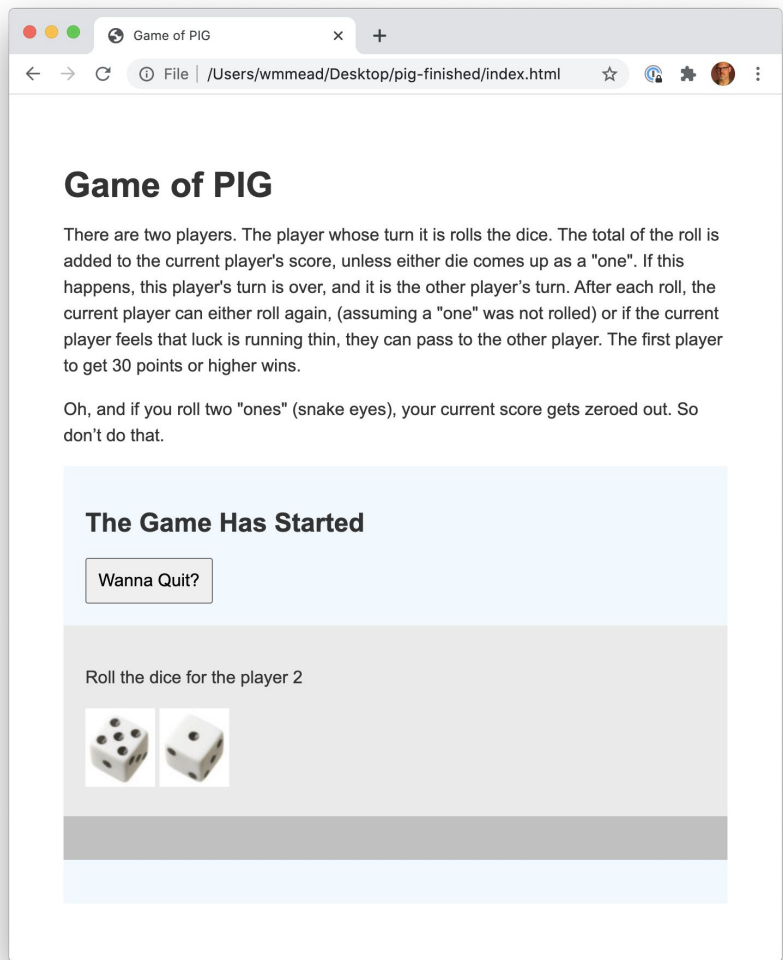 Game of PIG
File | /Users/wmmead/Desktop/pig-finished/index.html
Game of PIG
There are two players. The player whose turn it is rolls the dice. The total of the roll is
added to the current player's score, unless either die comes up as a "one". If this
happens, this player's turn is over, and it is the other player’s turn. After each roll, the
current player can either roll again, (assuming a "one" was not rolled) or if the current
player feels that luck is running thin, they can pass to the other player. The first player
to get 30 points or higher wins.
Oh, and if you roll two "ones" (snake eyes), your current score gets zeroed out. So
don’t do that.
The Game Has Started
Wanna Quit?
Roll the dice for the player 2